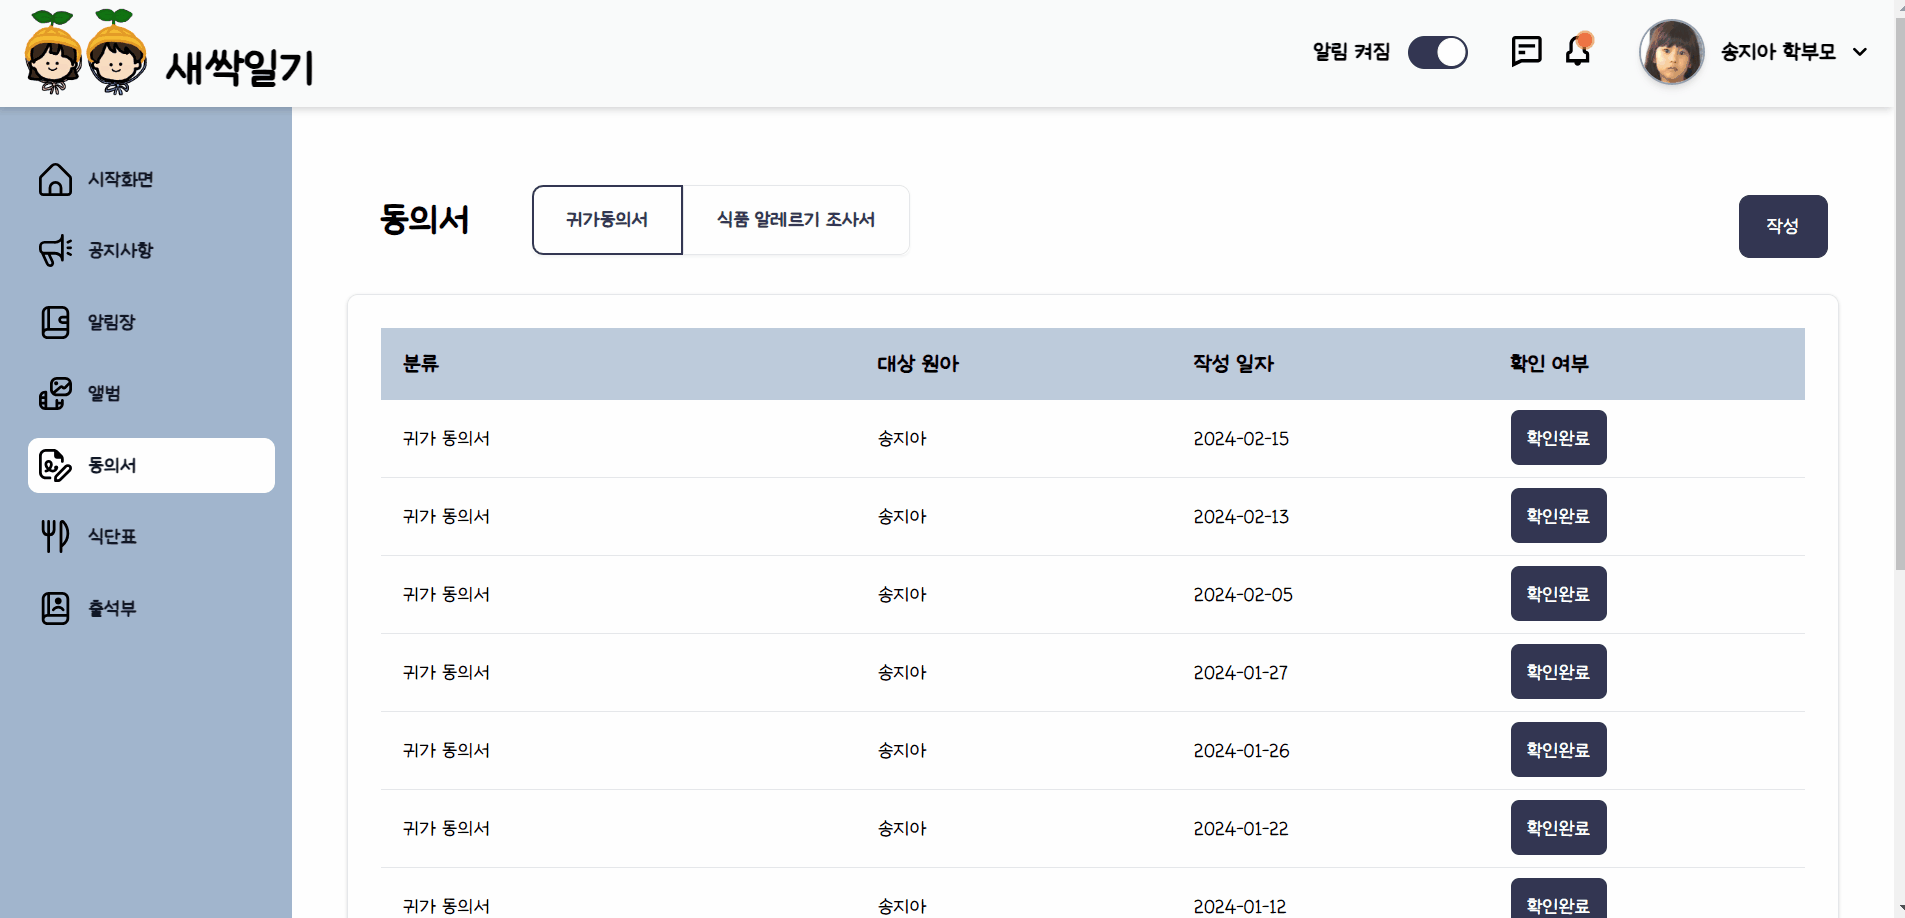 새싹일기
알림 켜짐
송지아 학부모
시작화면
공지사항
알림장
앨범
동의서
식단표
출석부
동의서
귀가동의서
식품 알레르기 조사서
작성
분류 대상 원아 작성 일자 확인 여부
귀가 동의서 송지아 2024-02-15 확인완료
귀가 동의서 송지아 2024-02-13 확인완료
귀가 동의서 송지아 2024-02-05 확인완료
귀가 동의서 송지아 2024-01-27 확인완료
귀가 동의서 송지아 2024-01-26 확인완료
귀가 동의서 송지아 2024-01-22 확인완료
귀가 동의서 송지아 2024-01-12 확인완료